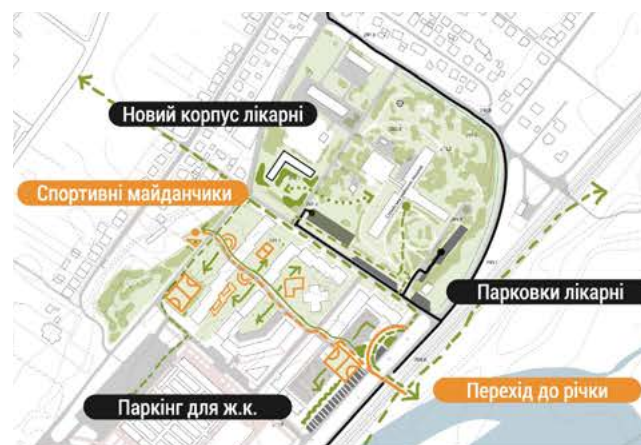 Новий корпус лікарні
Спортивні майданчики
Парковки лікарні
Перехід до річки
Паркінг для ж.к.